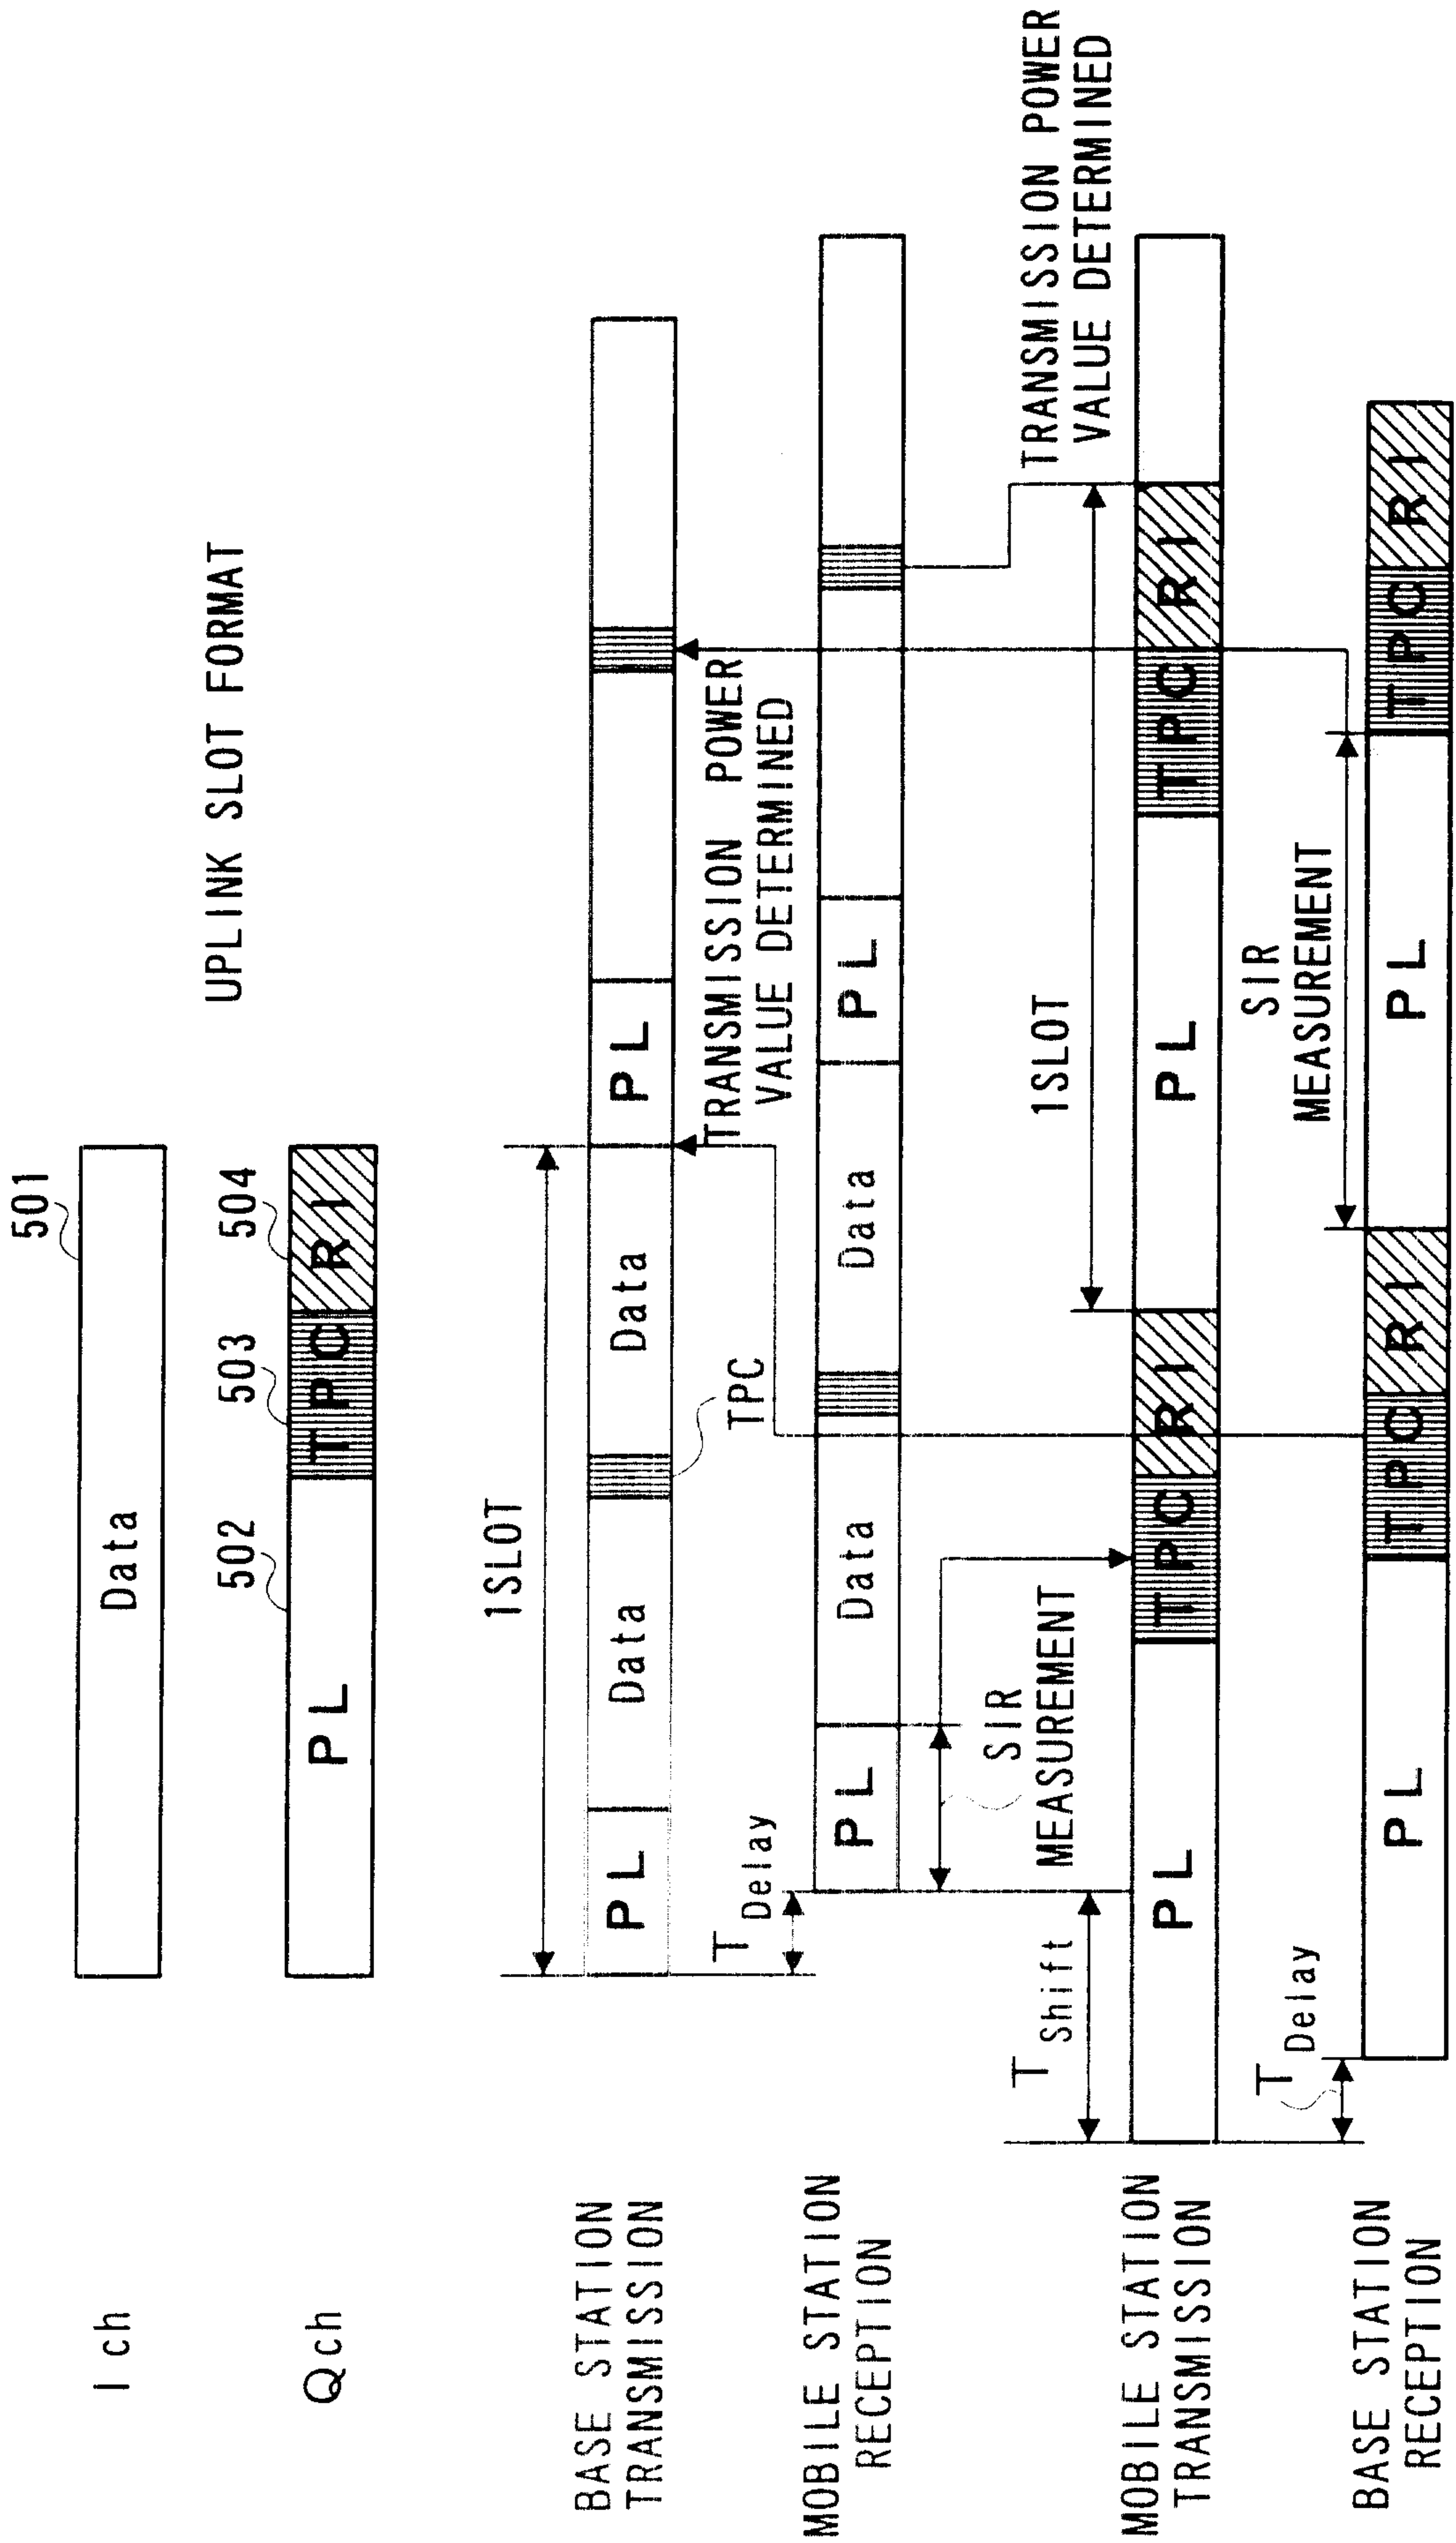 UPLINK SLOT FORMAT
I ch
Data
501
Qch
PL
TPC
RI
502
503
504
1SLOT
BASE STATION
TRANSMISSION
PL
Data
Data
PL
TPC
TRANSMISSION POWER
VALUE DETERMINED
T Delay
MOBILE STATION
RECEPTION
PL
Data
Data
PL
SIR
MEASUREMENT
TRANSMISSION POWER
VALUE DETERMINED
T Shift
1SLOT
MOBILE STATION
TRANSMISSION
PL
TPC
RI
PL
TPC
RI
T Delay
SIR
MEASUREMENT
BASE STATION
RECEPTION
PL
TPC
RI
PL
TPC
RI